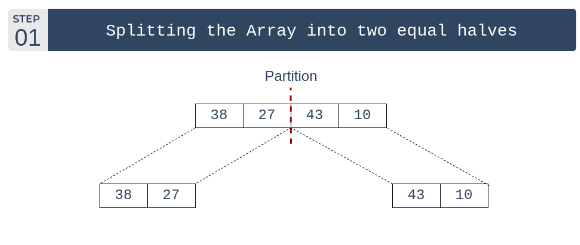 STEP
01
Splitting the Array into two equal halves
Partition
38 27 43 10
38 27 43 10